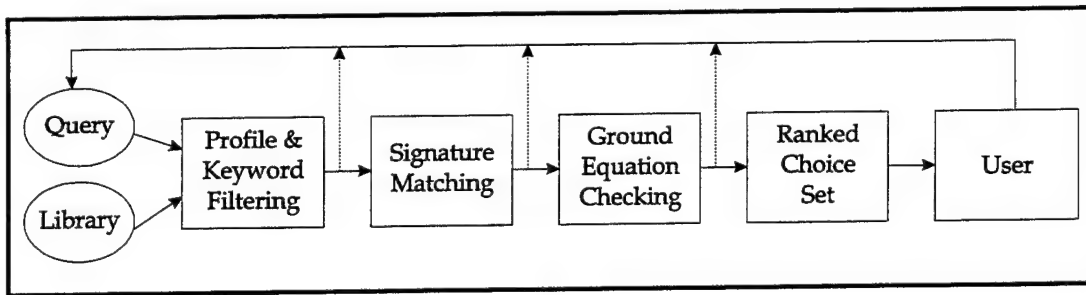 Query
Library
Profile &
Keyword
Filtering
Signature
Matching
Ground
Equation
Checking
Ranked
Choice
Set
User